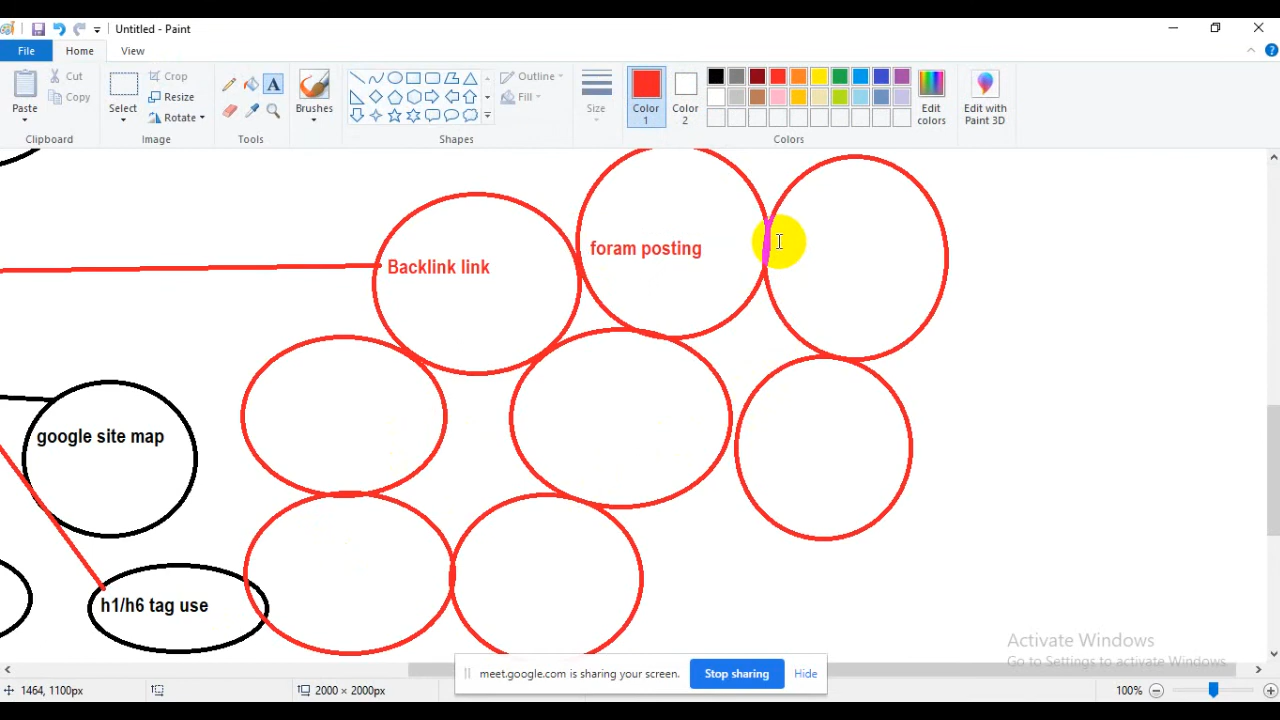 Untitled - Paint
File
Home
View
Paste
Cut
Copy
Clipboard
Select
Crop
Resize
Rotate
Image
A
Tools
Brushes
Outline
Fill
Shapes
Size
Color
1
Color
2
Edit
colors
Colors
Edit with
Paint 3D
foram posting
Backlink link
google site map
h1/h6 tag use
Activate Windows
Go to Settings to activate Windows.
meet.google.com is sharing your screen.
Stop sharing
Hide
1464, 1100px
2000 × 2000px
100%